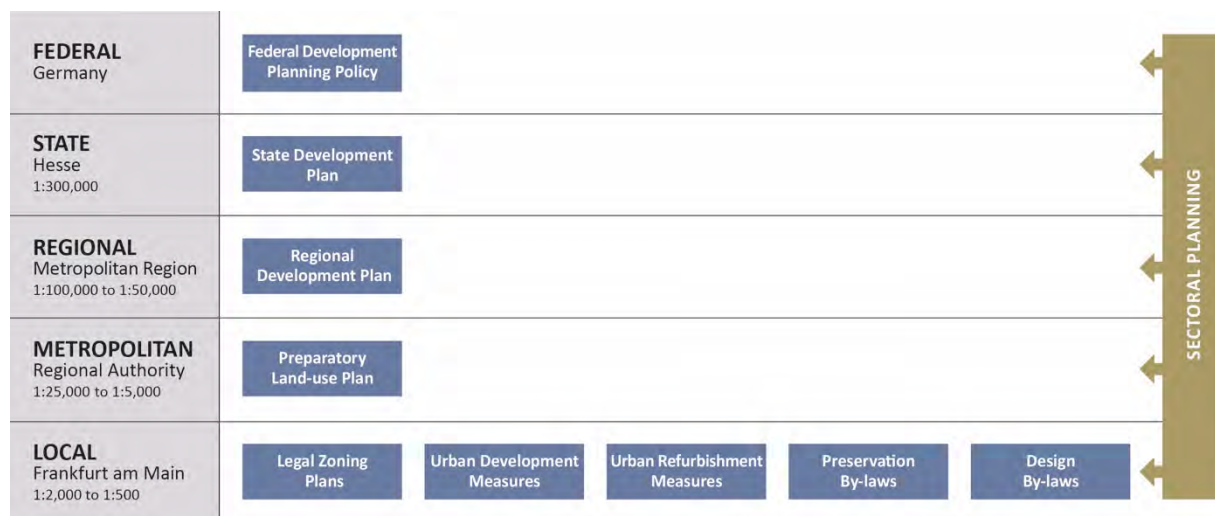 FEDERAL
Germany
Federal Development
Planning Policy
STATE
Hesse
1:300,000
State Development
Plan
REGIONAL
Metropolitan Region
1:100,000 to 1:50,000
Regional
Development Plan
METROPOLITAN
Regional Authority
1:25,000 to 1:5,000
Preparatory
Land-use Plan
LOCAL
Frankfurt am Main
1:2,000 to 1:500
Legal Zoning
Plans
Urban Development
Measures
Urban Refurbishment
Measures
Preservation
By-laws
Design
By-laws
SECTORAL PLANNING